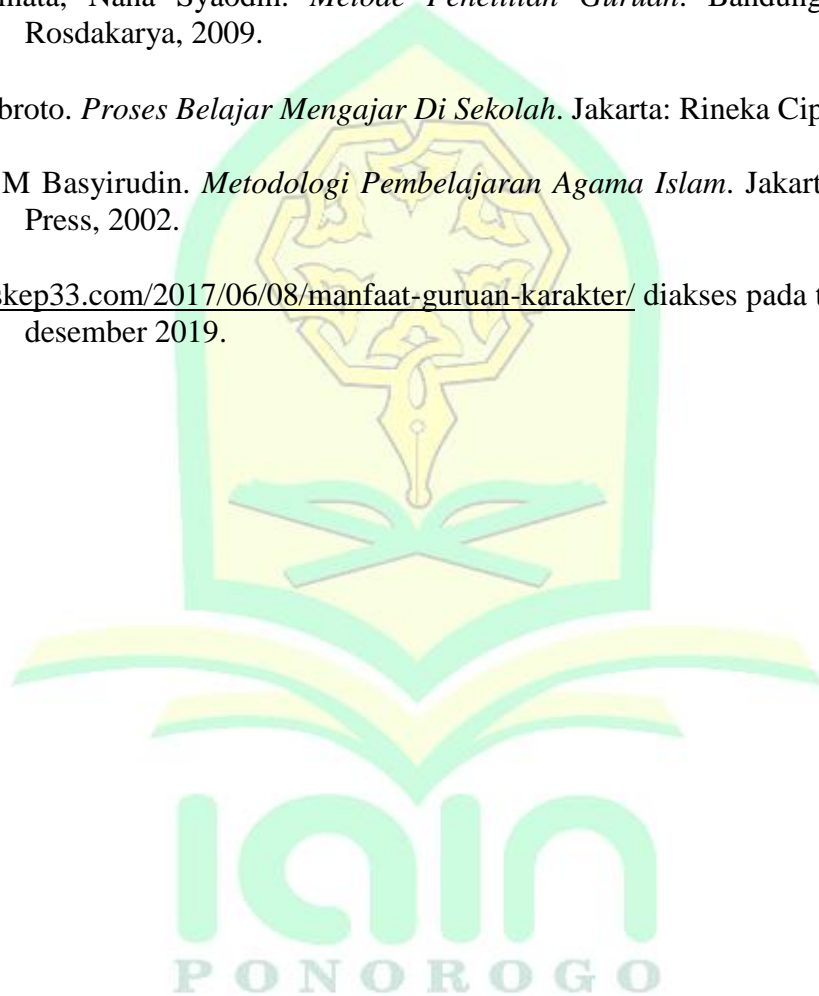 mata, Nana Syaodih. Metode Penelitian Guruan. Bandung
Rosdakarya, 2009.
broto. Proses Belajar Mengajar Di Sekolah. Jakarta: Rineka Cip
M Basyirudin. Metodologi Pembelajaran Agama Islam. Jakart
Press, 2002.
kep33.com/2017/06/08/manfaat-guruan-karakter/ diakses pada t
desember 2019.
iain
PONOROGO